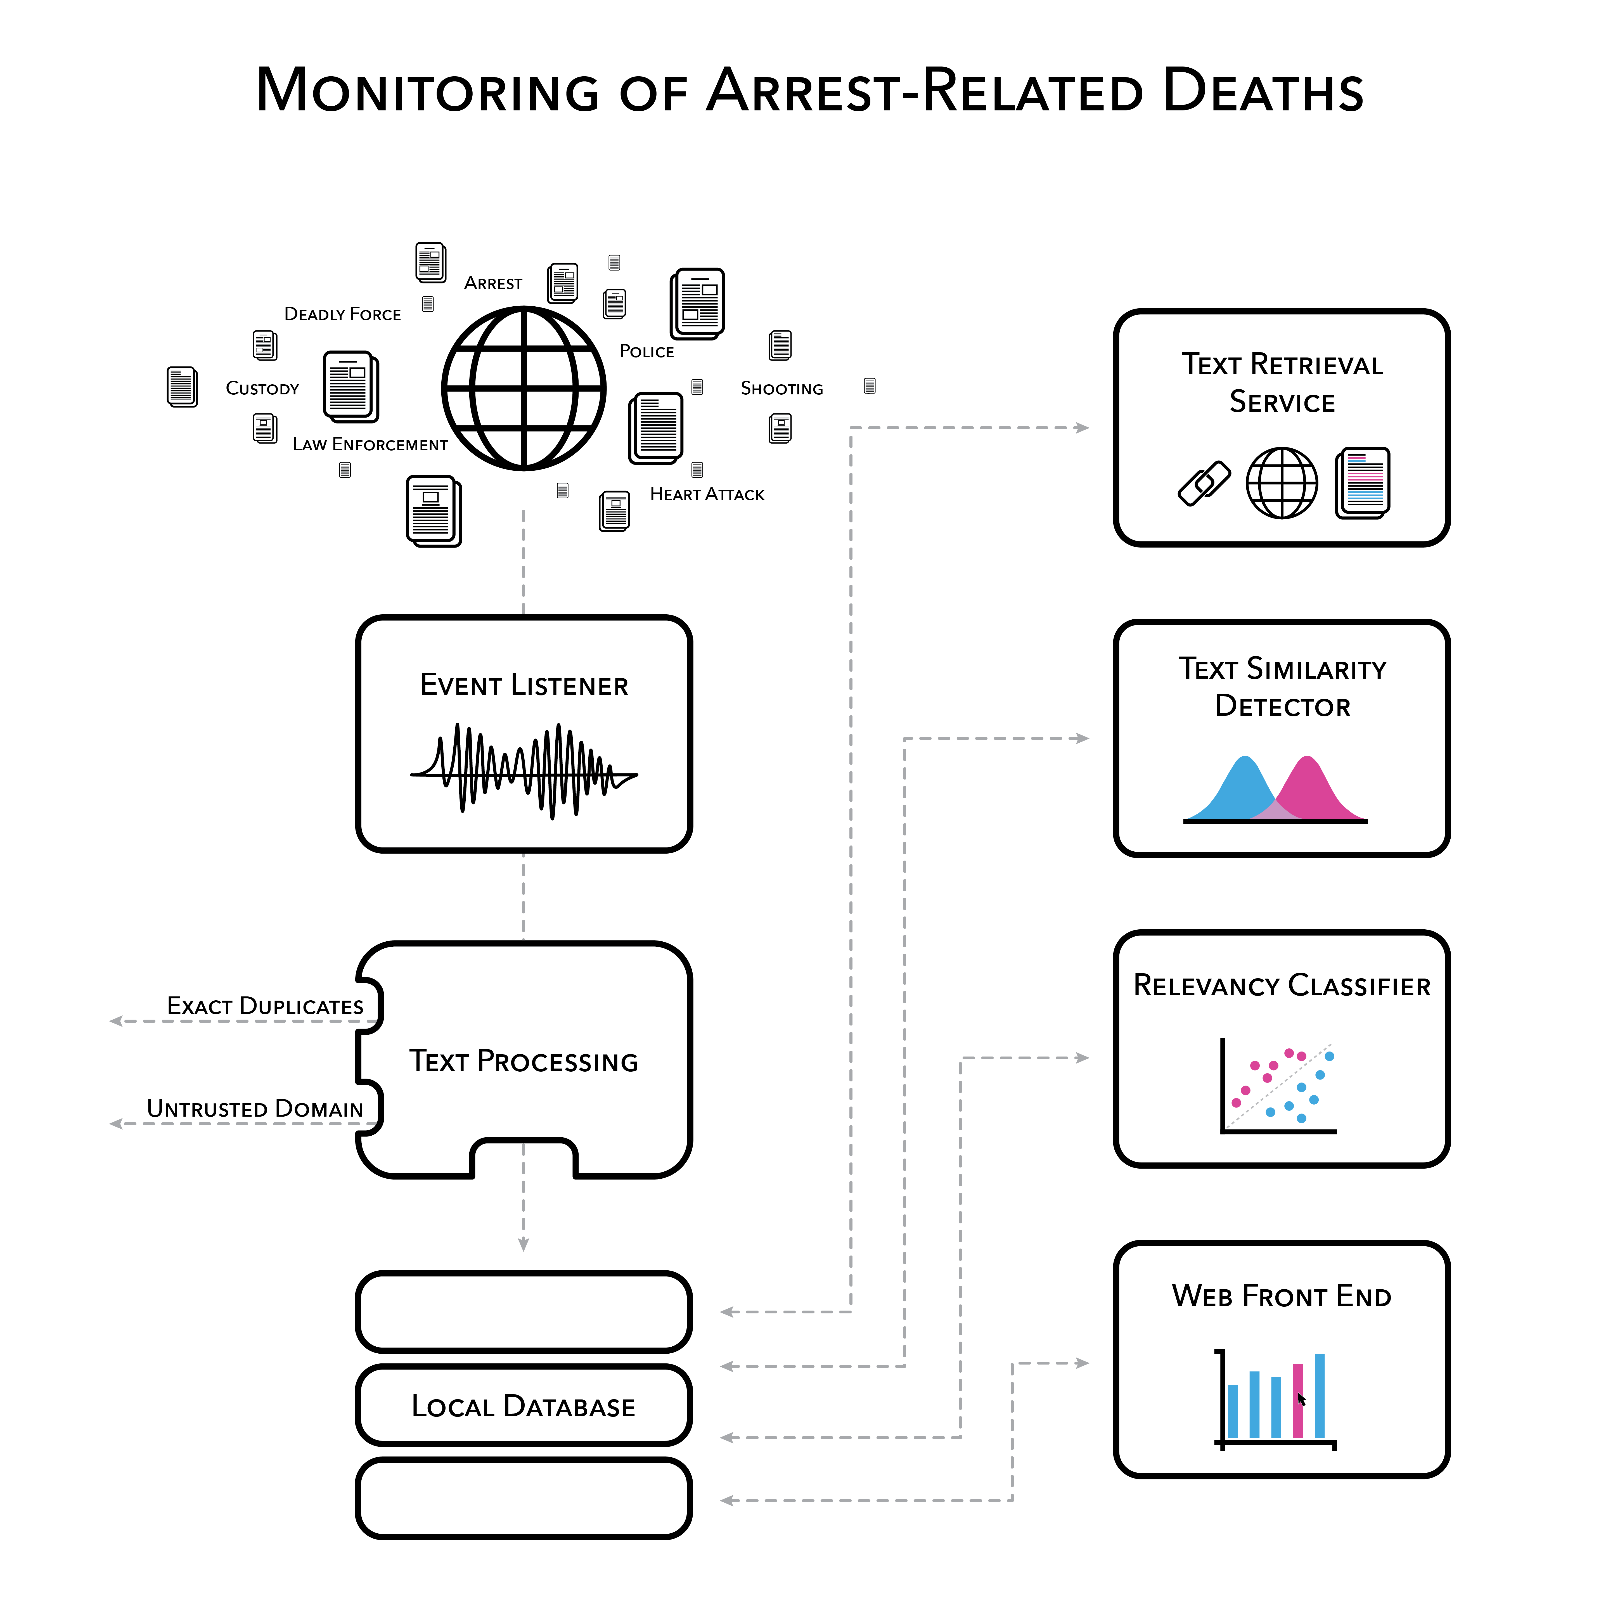 Monitoring of Arrest-Related Deaths
Arrest
Deadly Force
Police
Custody
Shooting
Law Enforcement
Heart Attack
Event Listener
Exact Duplicates
Text Processing
Untrusted Domain
Local Database
Text Retrieval
Service
Text Similarity
Detector
Relevancy Classifier
Web Front End